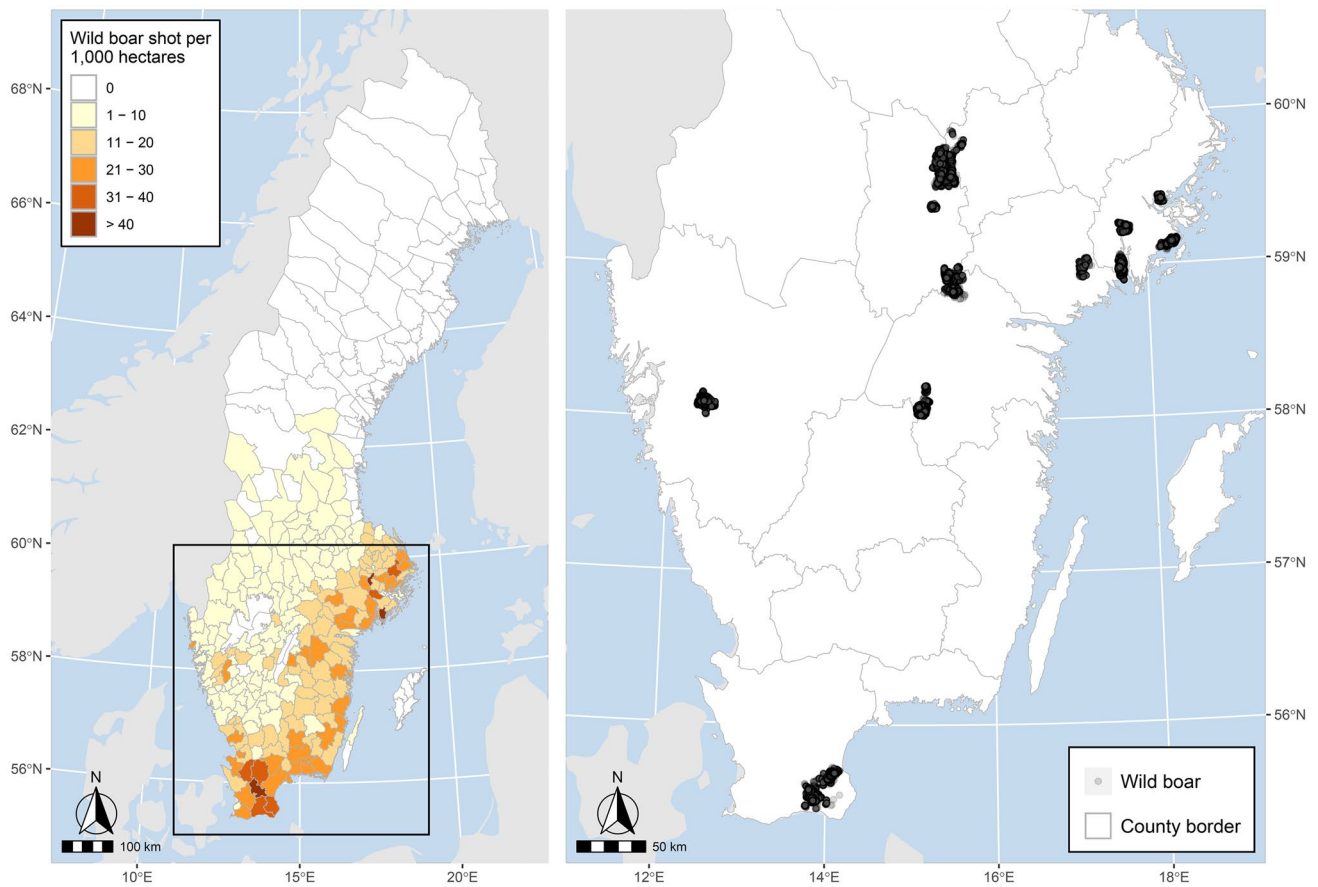 Wild boar shot per
1,000 hectares
0
1 − 10
11 − 20
21 − 30
31 − 40
> 40
68°N
66°N
64°N
62°N
60°N
58°N
56°N
N
100 km
10°E
15°E
20°E
60°N
59°N
58°N
57°N
56°N
N
50 km
Wild boar
County border
12°E
14°E
16°E
18°E